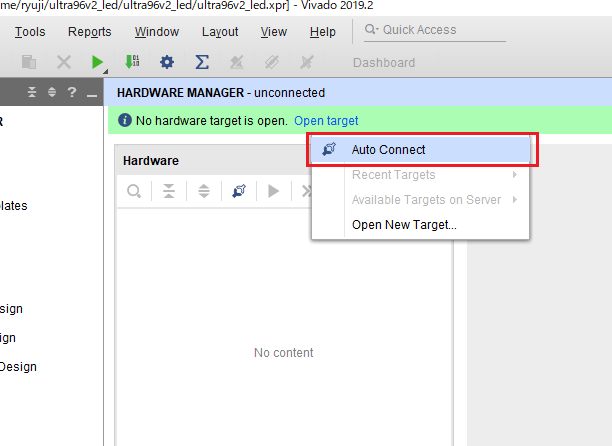 me/ryuji/ultra96v2_led/ultra96v2_led/ultra96v2_led.xpr] - Vivado 2019.2
Tools Reports Window Layout View Help Quick Access
Dashboard
HARDWARE MANAGER - unconnected
No hardware target is open. Open target
Auto Connect
Hardware
Recent Targets
Available Targets on Server
Open New Target...
R
plates
sign
ign
Design
No content